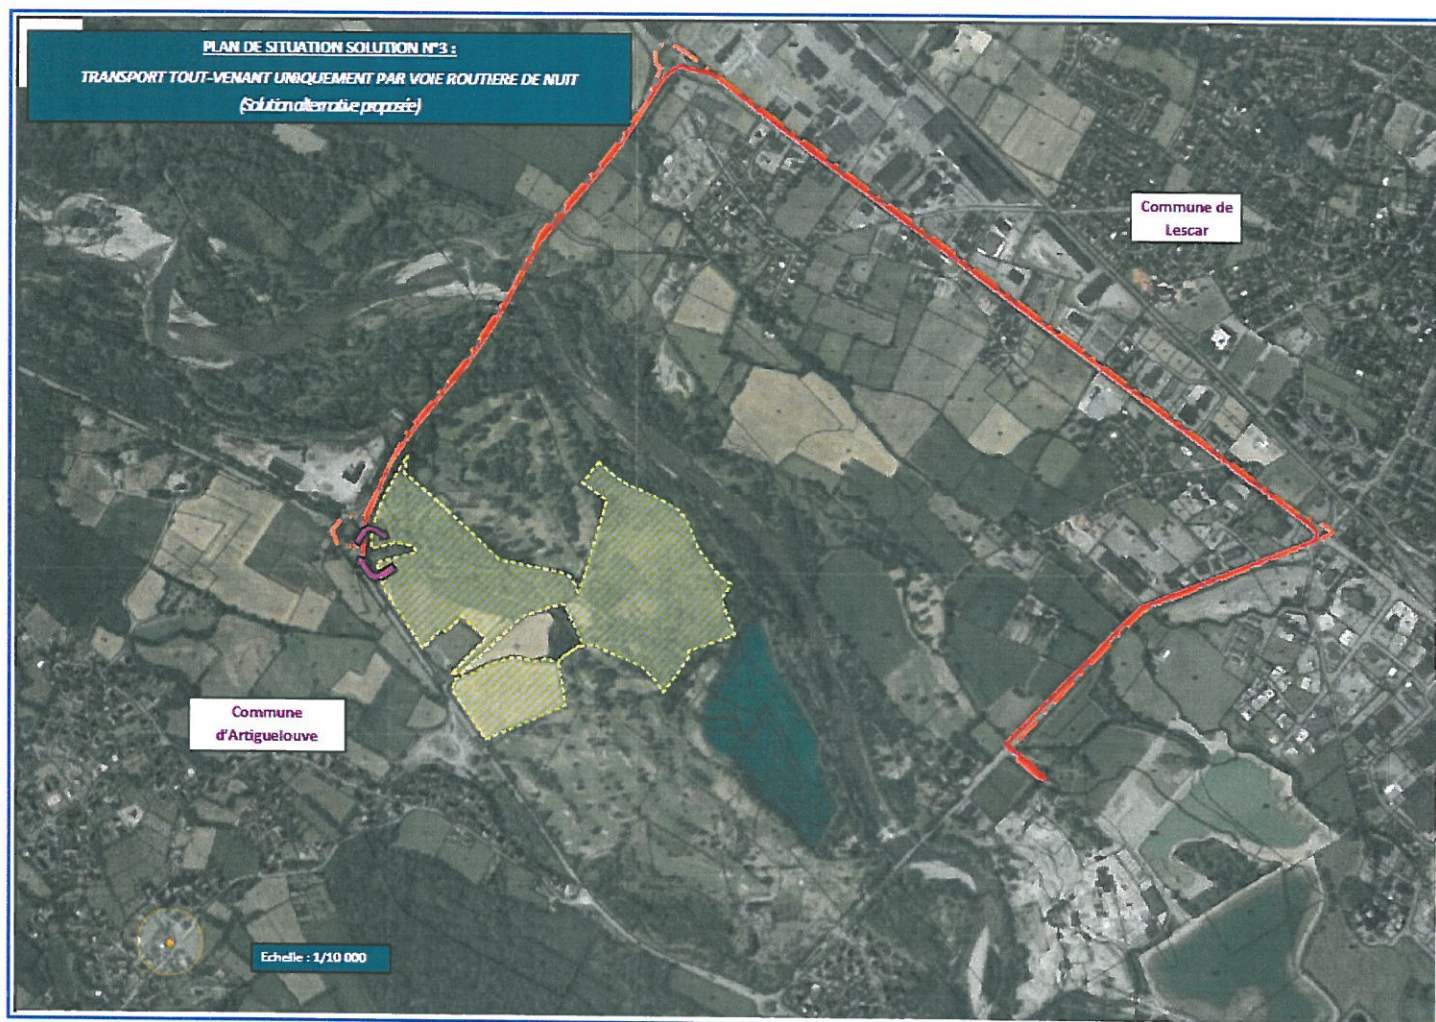 PLAN DE SITUATION SOLUTION N°3 :
TRANSPORT TOUT-VENANT UNIQUEMENT PAR VOIE ROUTIERE DE NUIT
(Solution alternative proposée)
Commune de
Lescar
Commune
d'Artiguelouve
Echelle : 1/10 000